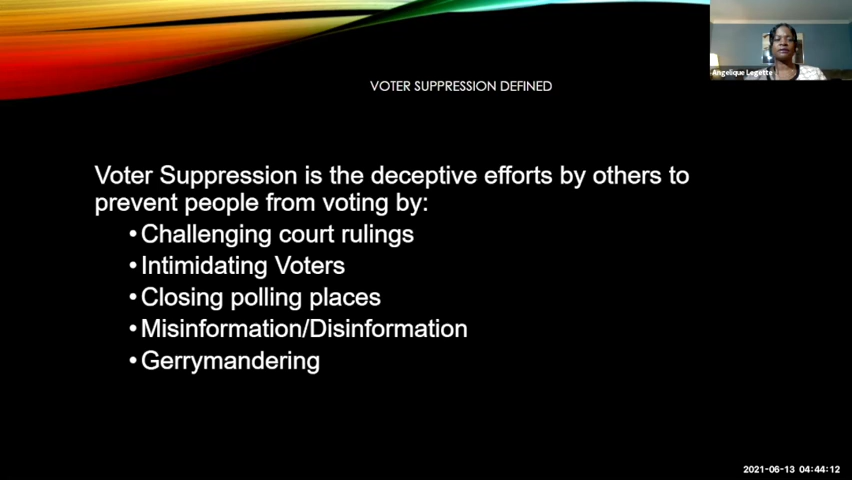 Angelique Legette
VOTER SUPPRESSION DEFINED
Voter Suppression is the deceptive efforts by others to
prevent people from voting by:
•Challenging court rulings
•Intimidating Voters
•Closing polling places
•Misinformation/Disinformation
•Gerrymandering
2021-06-13 04:44:12